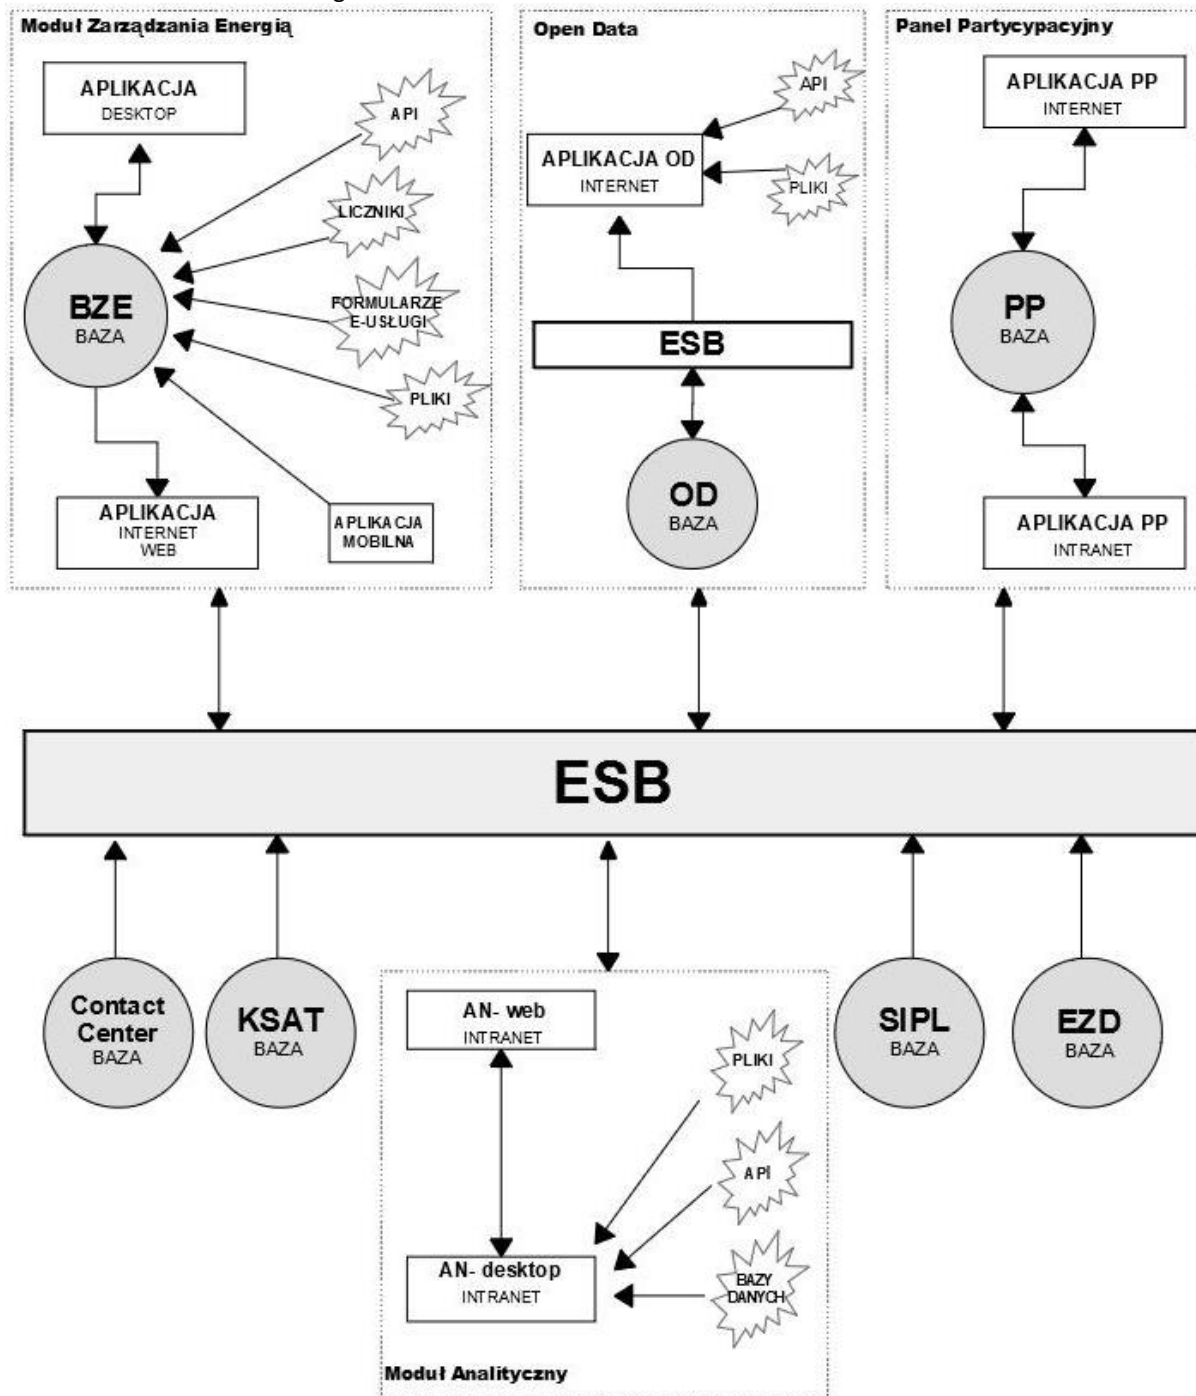 Moduł Zarządzania Energią
APLIKACJA
DESKTOP
API
LICZNIKI
BZE
BAZA
FORMULARZE
E-USŁUGI
PLIKI
APLIKACJA
INTERNET
WEB
APLIKACJA
MOBILNA
Open Data
API
APLIKACJA OD
INTERNET
PLIKI
ESB
OD
BAZA
Panel Partycypacyjny
APLIKACJA PP
INTERNET
PP
BAZA
APLIKACJA PP
INTRANET
ESB
Contact
Center
BAZA
KSAT
BAZA
AN- web
INTRANET
PLIKI
API
AN- desktop
INTRANET
BAZY
DANYCH
Moduł Analityczny
SIPL
BAZA
EZD
BAZA